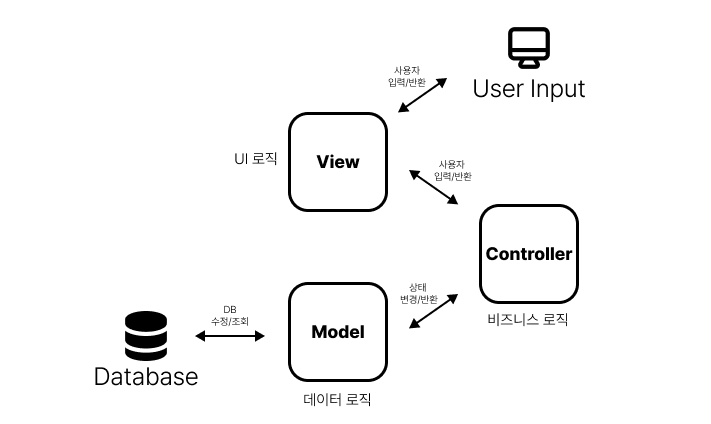 사용자
입력/반환
User Input
UI 로직
View
사용자
입력/반환
Controller
비즈니스 로직
상태
변경/반환
DB
수정/조회
Model
Database
데이터 로직